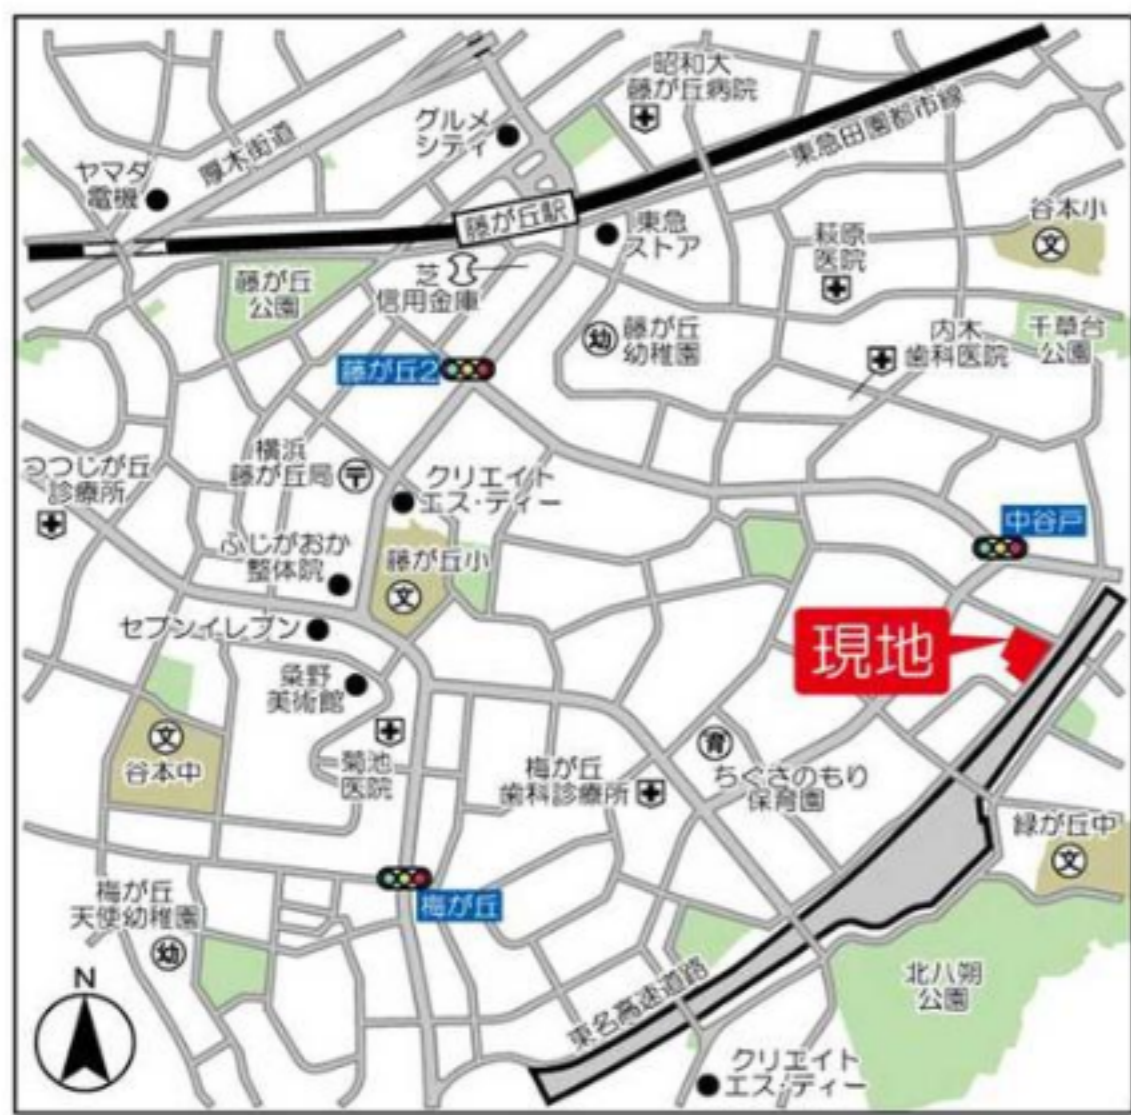 昭和大
藤が丘病院
グルメ
シティ
厚木街道
ヤマダ
電機
東急田園都市線
藤が丘駅
東急
ストア
谷本小
文
萩原
医院
芝
信用金庫
藤が丘
公園
幼
藤が丘
幼稚園
内木
歯科医院
千草台
公園
藤が丘2
横浜
藤が丘局
〒
クリエイト
エス・ディー
つつじが丘
診療所
中谷戸
ふじがおか
整体院
藤が丘小
文
セブンイレブン
現地
粂野
美術館
文
谷本中
菊池
医院
梅が丘
歯科診療所
育
ちぐさのもり
保育園
緑が丘中
文
梅が丘
梅が丘
天使幼稚園
幼
N
東名高速道路
北八朔
公園
クリエイト
エス・ディー